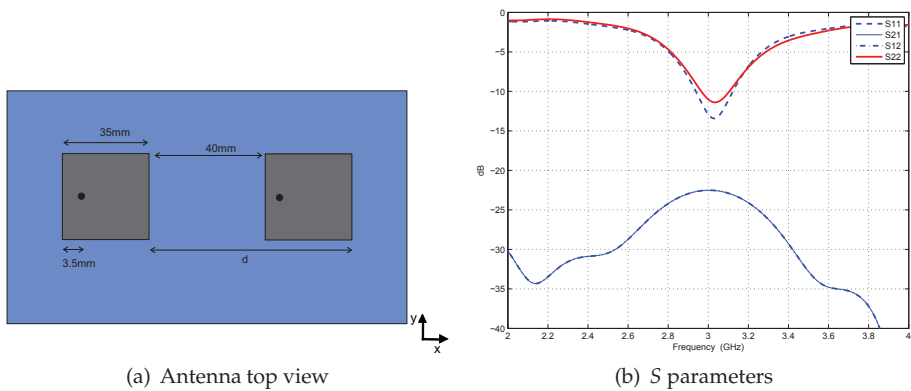 35mm
40mm
3.5mm
d
y
x
(a) Antenna top view
0
−5
−10
−15
−20
−25
−30
−35
−40
dB
2
2.2
2.4
2.6
2.8
3
3.2
3.4
3.6
3.8
4
Frequency (GHz)
S11
S21
S12
S22
(b) S parameters